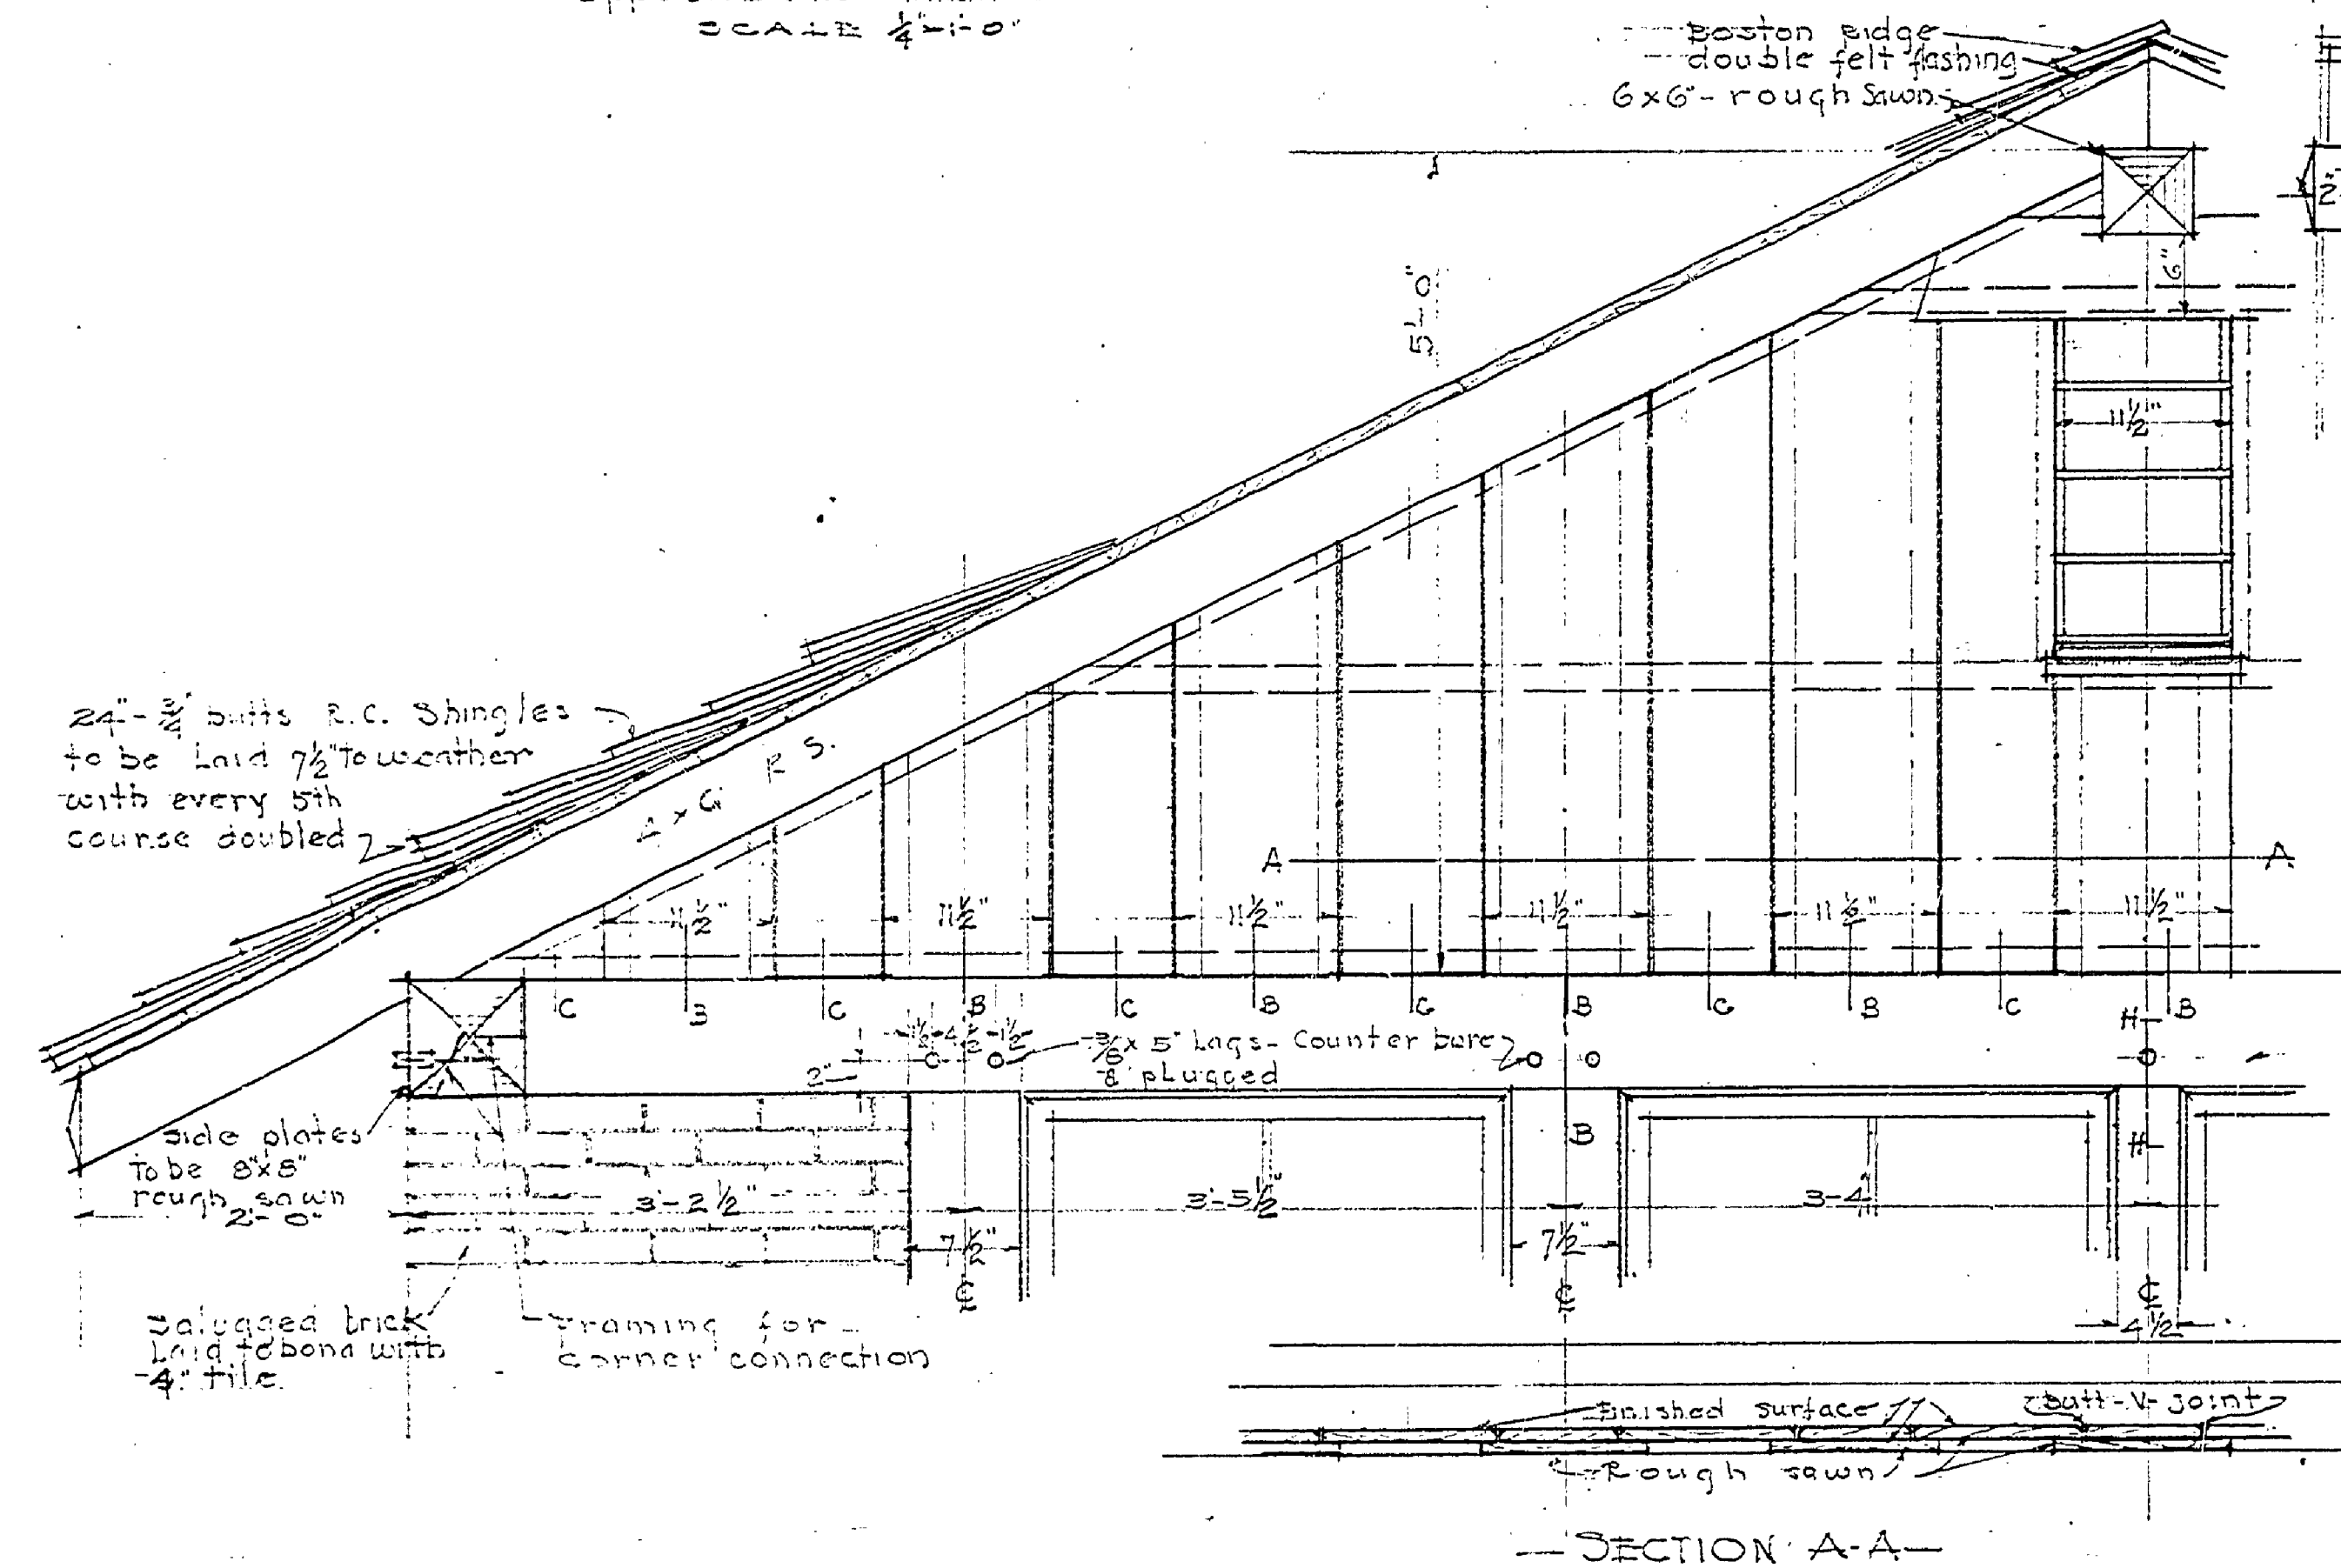 SCALE ¼"=1'-0"
Boston Ridge
double felt flashing
6x6"- rough sawn
2"
6"
5'-0"
11½"
24"- ¾" butts R.C. Shingles
to be Laid 7½" to weather
with every 5th
course doubled
4 x 6" R.S.
A
A
11½"
11½"
11½"
11½"
11½"
11½"
C
B
C
B
C
B
C
B
C
B
C
B
H
1½"
4½"
1½"
2"
⅜ x 5" Lags- Counter bore
plugged
side plates
to be 8"x8"
rough sawn
2'-0"
3'-2½"
3'-5½"
3-4"
B
H
7½"
7½"
℄
℄
℄
4½"
Salvaged brick
Laid to bond with
4" tile
Framing for
corner connection
Finished surface
Butt-V-Joint
Rough sawn
SECTION A-A